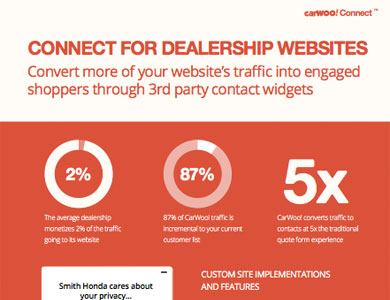 carwoo! Connect ™
CONNECT FOR DEALERSHIP WEBSITES
Convert more of your website's traffic into engaged
shoppers through 3rd party contact widgets
2%
The average dealership
monetizes 2% of the traffic
going to its website
87%
87% of CarWoo! traffic is
incremental to your current
customer list
5x
CarWoo! converts traffic to
contacts at 5x the traditional
quote form experience
Smith Honda cares about
your privacy...
CUSTOM SITE IMPLEMENTATIONS
AND FEATURES